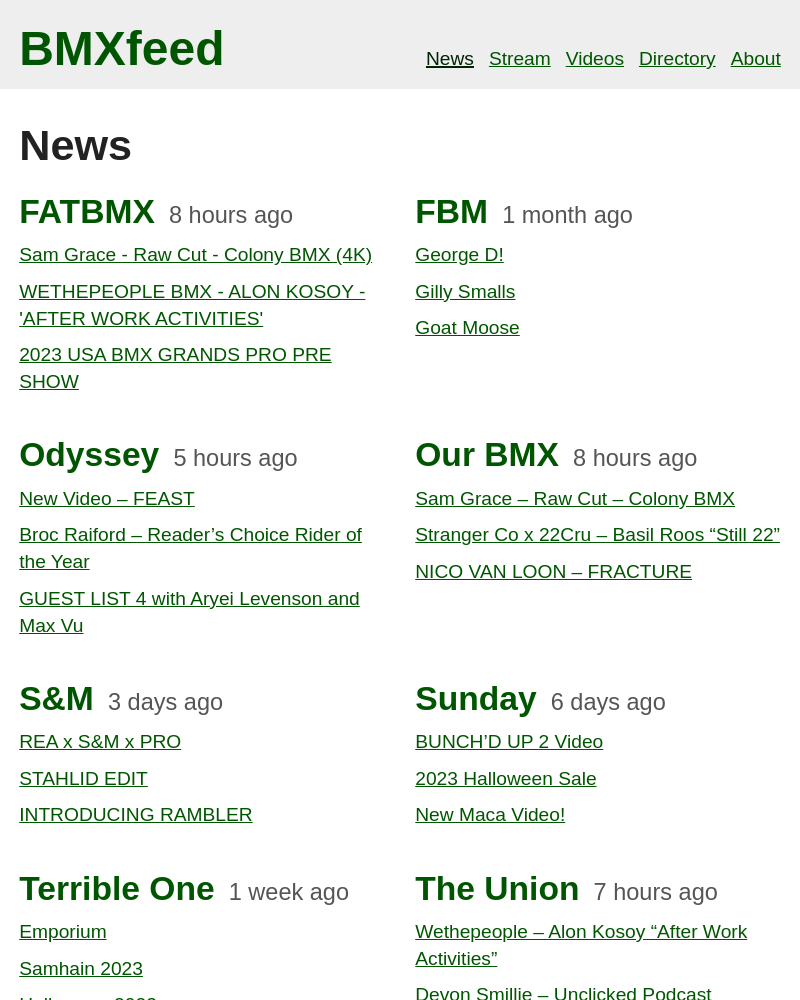 BMXfeed
News Stream Videos Directory About
News
FATBMX 8 hours ago
Sam Grace - Raw Cut - Colony BMX (4K)
WETHEPEOPLE BMX - ALON KOSOY -
'AFTER WORK ACTIVITIES'
2023 USA BMX GRANDS PRO PRE
SHOW
FBM 1 month ago
George D!
Gilly Smalls
Goat Moose
Odyssey 5 hours ago
New Video – FEAST
Broc Raiford – Reader’s Choice Rider of
the Year
GUEST LIST 4 with Aryei Levenson and
Max Vu
Our BMX 8 hours ago
Sam Grace – Raw Cut – Colony BMX
Stranger Co x 22Cru – Basil Roos “Still 22”
NICO VAN LOON – FRACTURE
S&M 3 days ago
REA x S&M x PRO
STAHLID EDIT
INTRODUCING RAMBLER
Sunday 6 days ago
BUNCH’D UP 2 Video
2023 Halloween Sale
New Maca Video!
Terrible One 1 week ago
Emporium
Samhain 2023
The Union 7 hours ago
Wethepeople – Alon Kosoy “After Work
Activities”
Devon Smillie – Unclicked Podcast